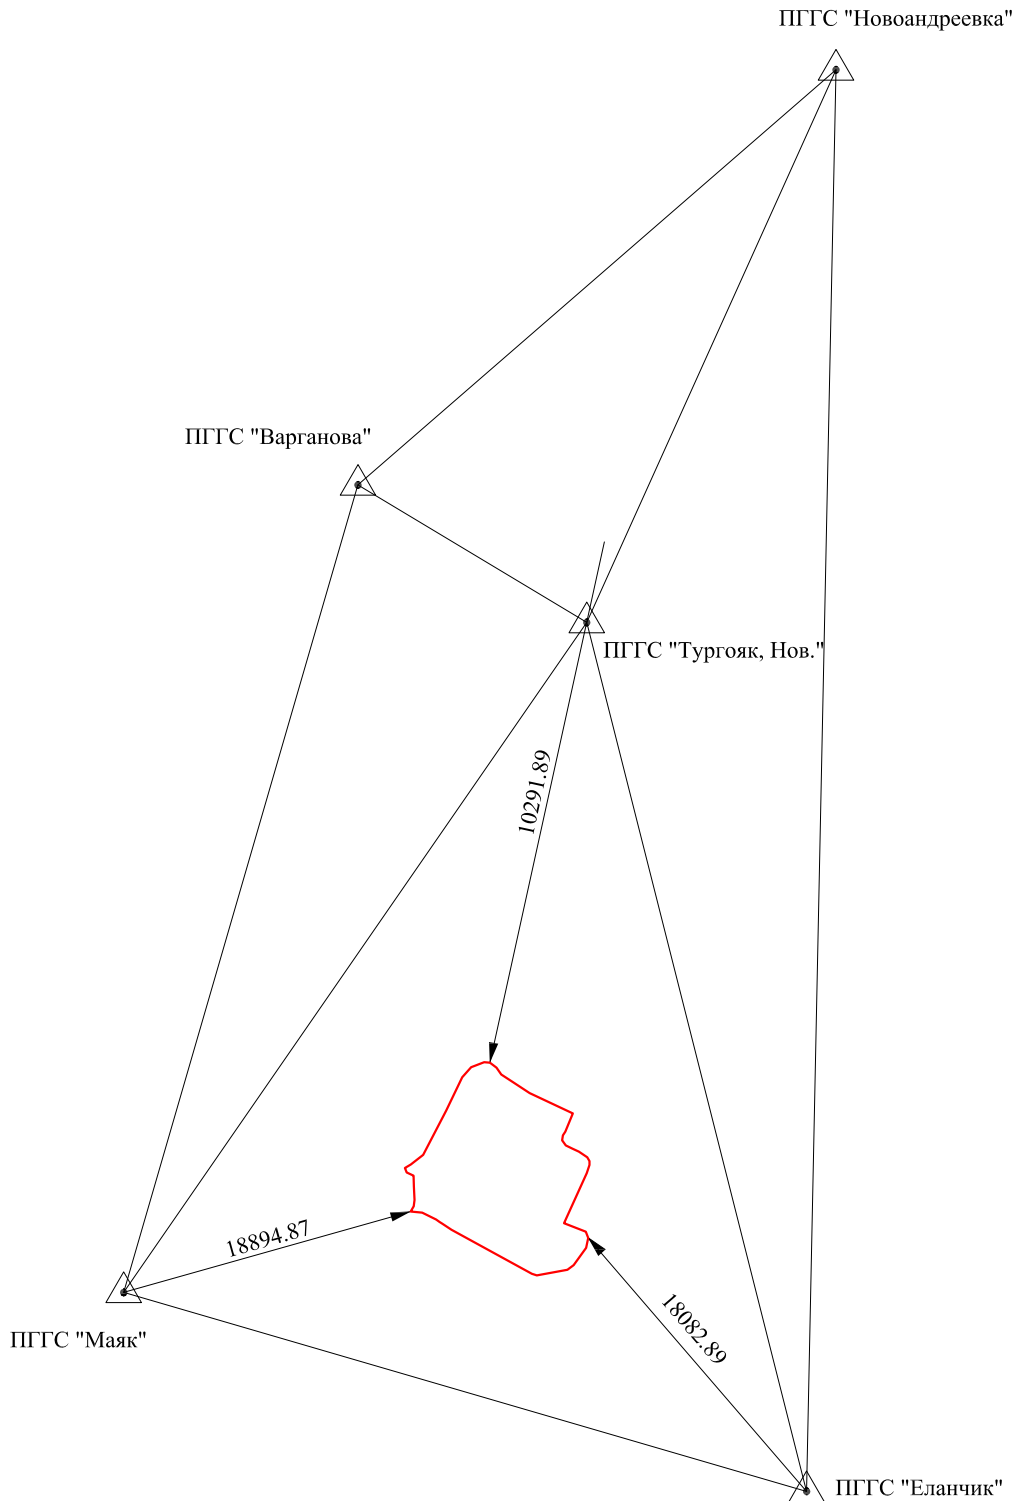 ПГГС "Новоандреевка"
ПГГС "Варганова"
ПГГС "Тургояк, Нов."
10291.89
18894.87
18082.89
ПГГС "Маяк"
ПГГС "Еланчик"